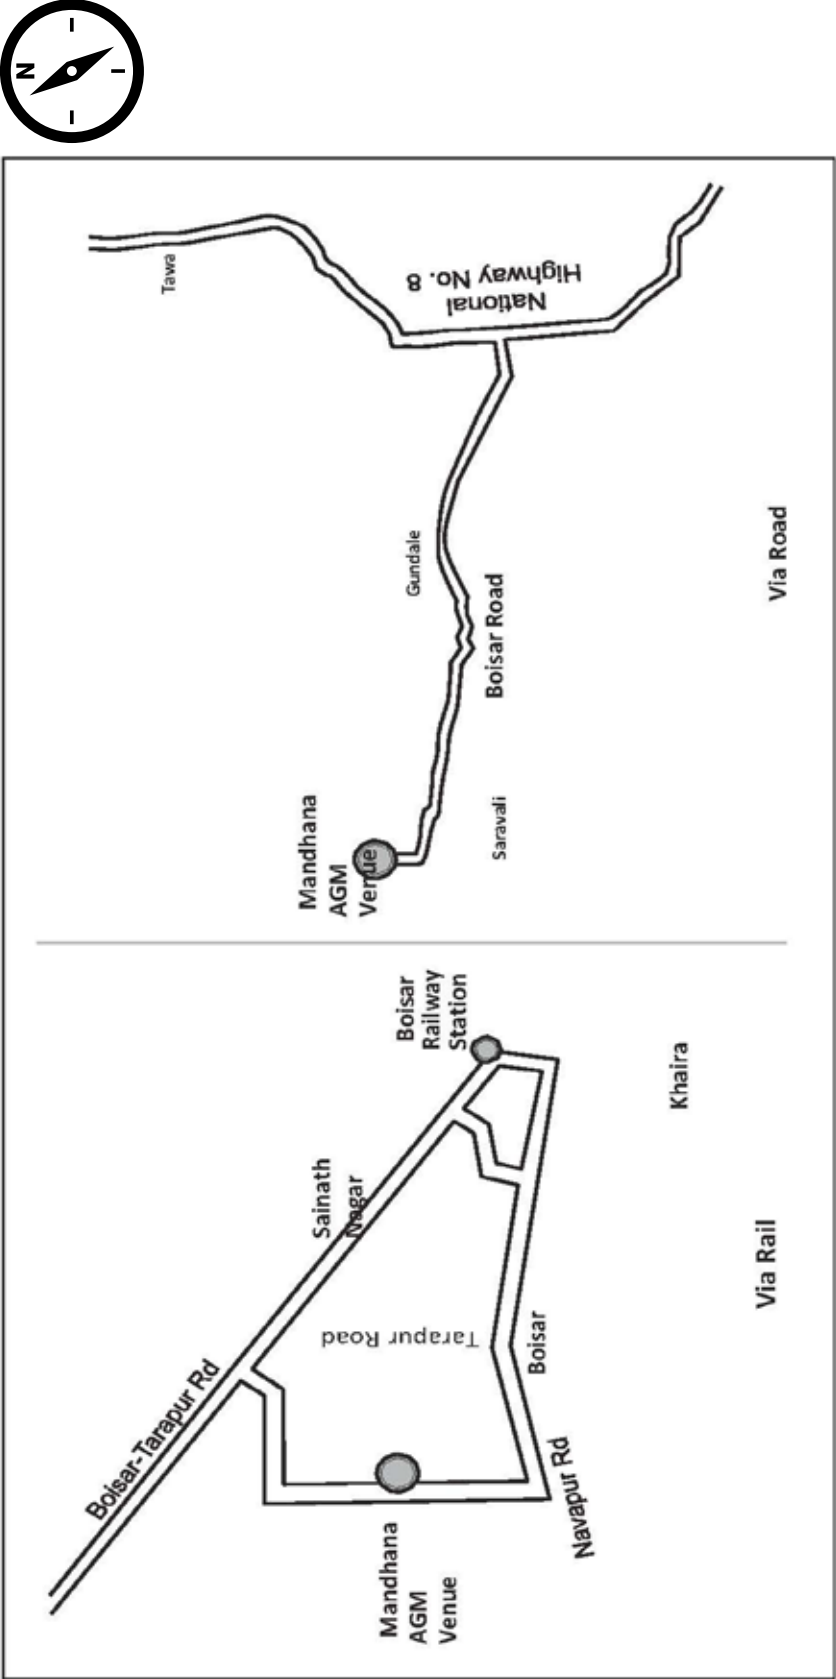 N
Mandhana
AGM
Venue
Boisar-Tarapur Rd
Sainath
Nagar
Tarapur Road
Boisar
Railway
Station
Boisar
Navapur Rd
Khaira
Via Rail
Mandhana
AGM
Venue
Saravali
Boisar Road
Gundale
Tawa
National
Highway No. 8
Via Road